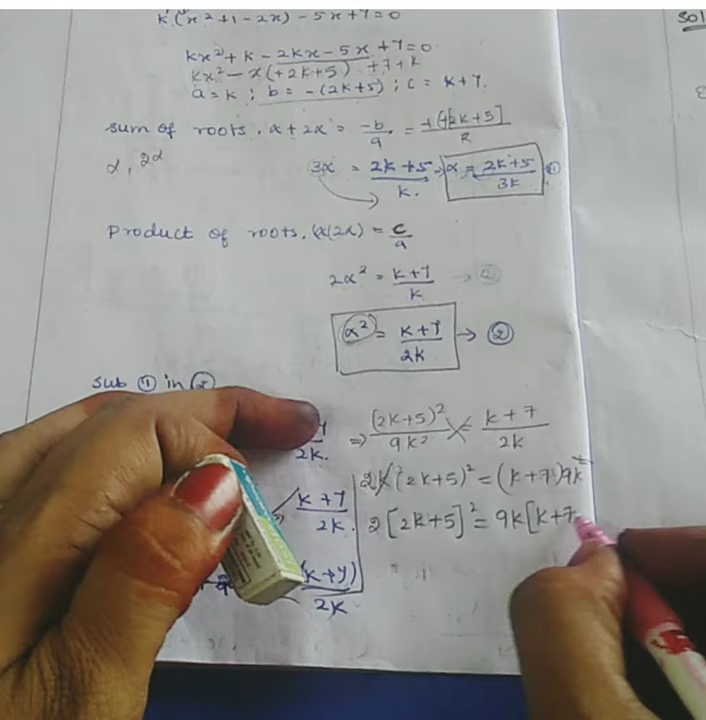 k(x²+1-2x)-5x+7=0
kx²+k-2kx-5x+7=0
kx²-x(+2k+5)+7+k
a=k; b=-(2k+5); c=k+7.
sum of roots. α+2α = -b/a = +[+2k+5]/k
α, 2α
3α = 2k+5/k. ⇒ α = 2k+5/3k ①
Product of roots. (α(2α) = c/a
2α² = k+7/k → ②
α² = k+7/2k → ②
sub ① in ②
2k. ⇒ (2k+5)²/9k² = k+7/2k
2k(2k+5)² = (k+7)9k²
k+7/2k
2[2k+5]² = 9k[k+7
(k+7)/2k
Sol